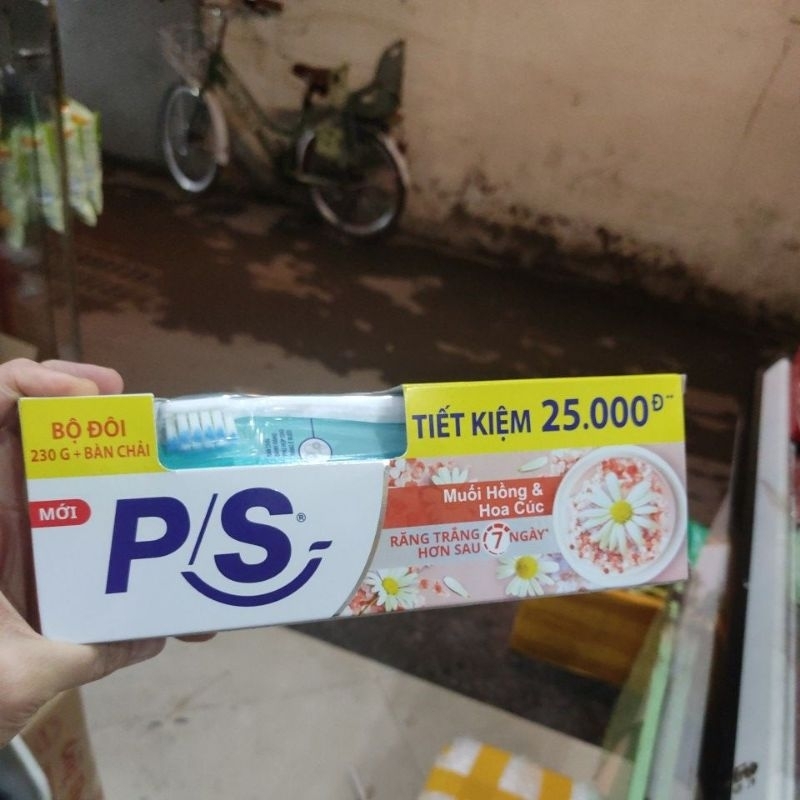 BỘ ĐÔI
230 G + BÀN CHẢI
TIẾT KIỆM 25.000Đ**
MỚI
P/S®
Muối Hồng &
Hoa Cúc
RĂNG TRẮNG
HƠN SAU 7 NGÀY*